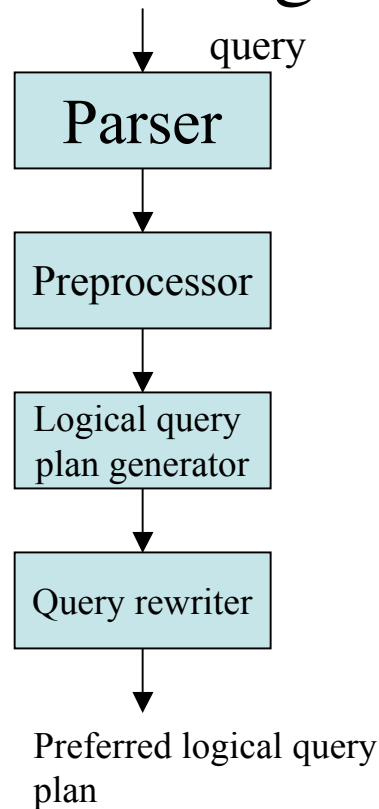 query
Parser
Preprocessor
Logical query
plan generator
Query rewriter
Preferred logical query
plan